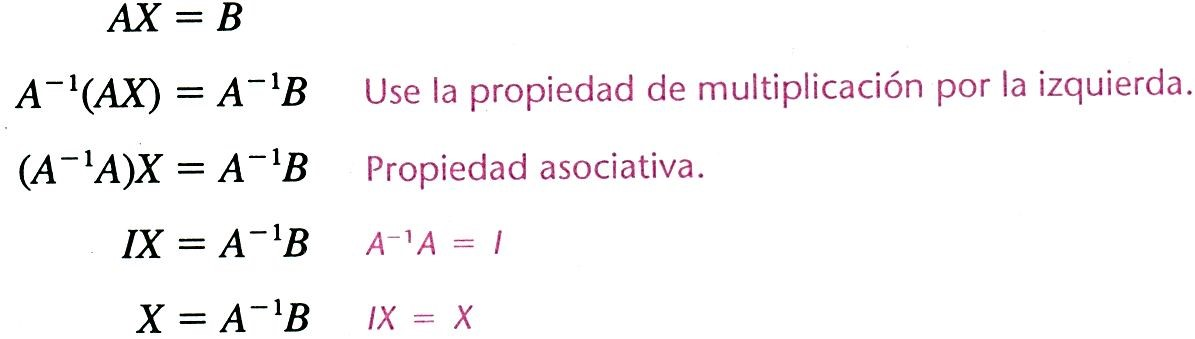 AX = B
A⁻¹(AX) = A⁻¹B Use la propiedad de multiplicación por la izquierda.
(A⁻¹A)X = A⁻¹B Propiedad asociativa.
IX = A⁻¹B A⁻¹A = I
X = A⁻¹B IX = X